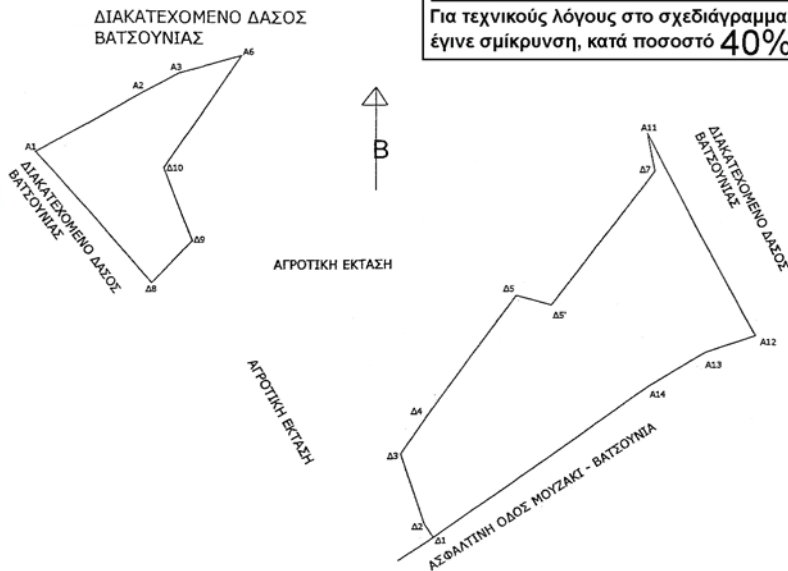 ΔΙΑΚΑΤΕΧΟΜΕΝΟ ΔΑΣΟΣ
ΒΑΤΣΟΥΝΙΑΣ
Για τεχνικούς λόγους στο σχεδιάγραμμα
έγινε σμίκρυνση, κατά ποσοστό 40%
Α6
Α3
Α2
Α1
Δ10
Δ9
Δ8
ΔΙΑΚΑΤΕΧΟΜΕΝΟ ΔΑΣΟΣ
ΒΑΤΣΟΥΝΙΑΣ
Β
Α11
Δ7
ΔΙΑΚΑΤΕΧΟΜΕΝΟ ΔΑΣΟΣ
ΒΑΤΣΟΥΝΙΑΣ
ΑΓΡΟΤΙΚΗ ΕΚΤΑΣΗ
Δ5
Δ5'
Α12
Α13
Α14
ΑΓΡΟΤΙΚΗ ΕΚΤΑΣΗ
Δ4
Δ3
Δ2
Δ1
ΑΣΦΑΛΤΙΝΗ ΟΔΟΣ ΜΟΥΖΑΚΙ - ΒΑΤΣΟΥΝΙΑ